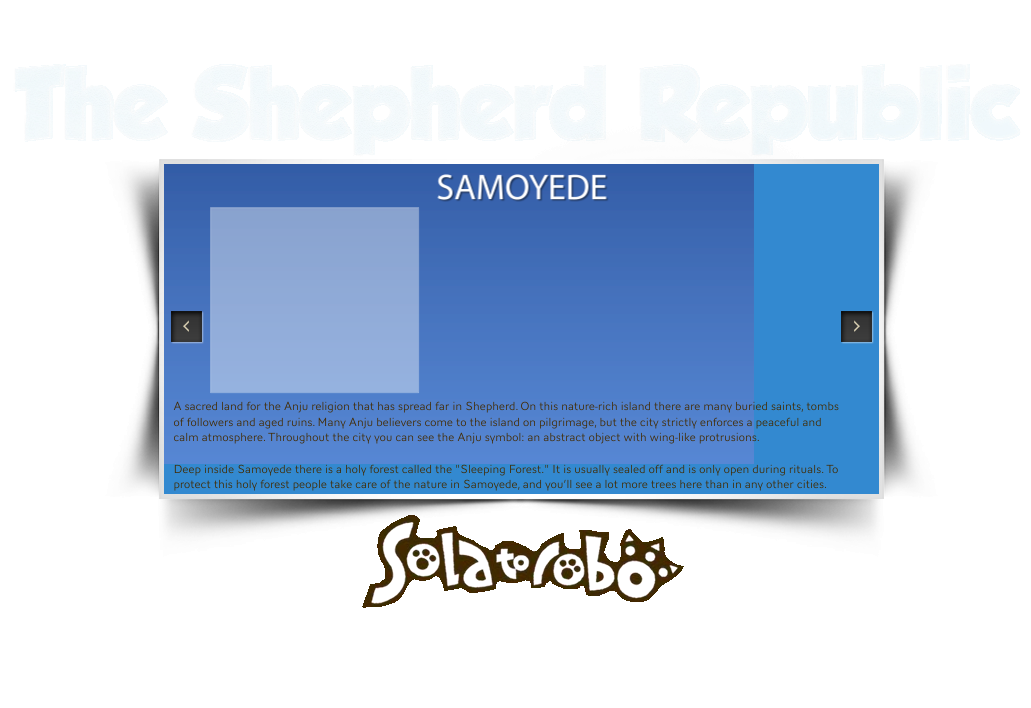 The Shepherd Republic
SAMOYEDE
A sacred land for the Anju religion that has spread far in Shepherd. On this nature-rich island there are many buried saints, tombs
of followers and aged ruins. Many Anju believers come to the island on pilgrimage, but the city strictly enforces a peaceful and
calm atmosphere. Throughout the city you can see the Anju symbol: an abstract object with wing-like protrusions.
Deep inside Samoyede there is a holy forest called the "Sleeping Forest." It is usually sealed off and is only open during rituals. To
protect this holy forest people take care of the nature in Samoyede, and you'll see a lot more trees here than in any other cities.
Solatorobo